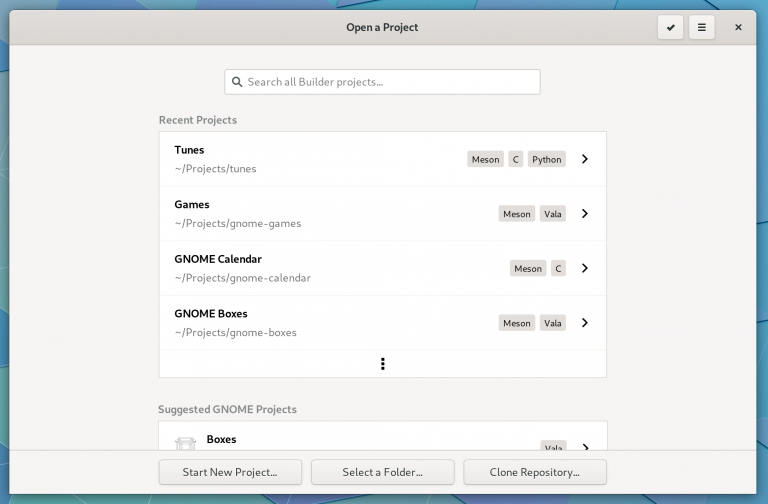 Open a Project
Search all Builder projects...
Recent Projects
Tunes
Meson C Python
~/Projects/tunes
Games
Meson Vala
~/Projects/gnome-games
GNOME Calendar
Meson C
~/Projects/gnome-calendar
GNOME Boxes
Meson Vala
~/Projects/gnome-boxes
Suggested GNOME Projects
Boxes
Vala
Start New Project...
Select a Folder...
Clone Repository...